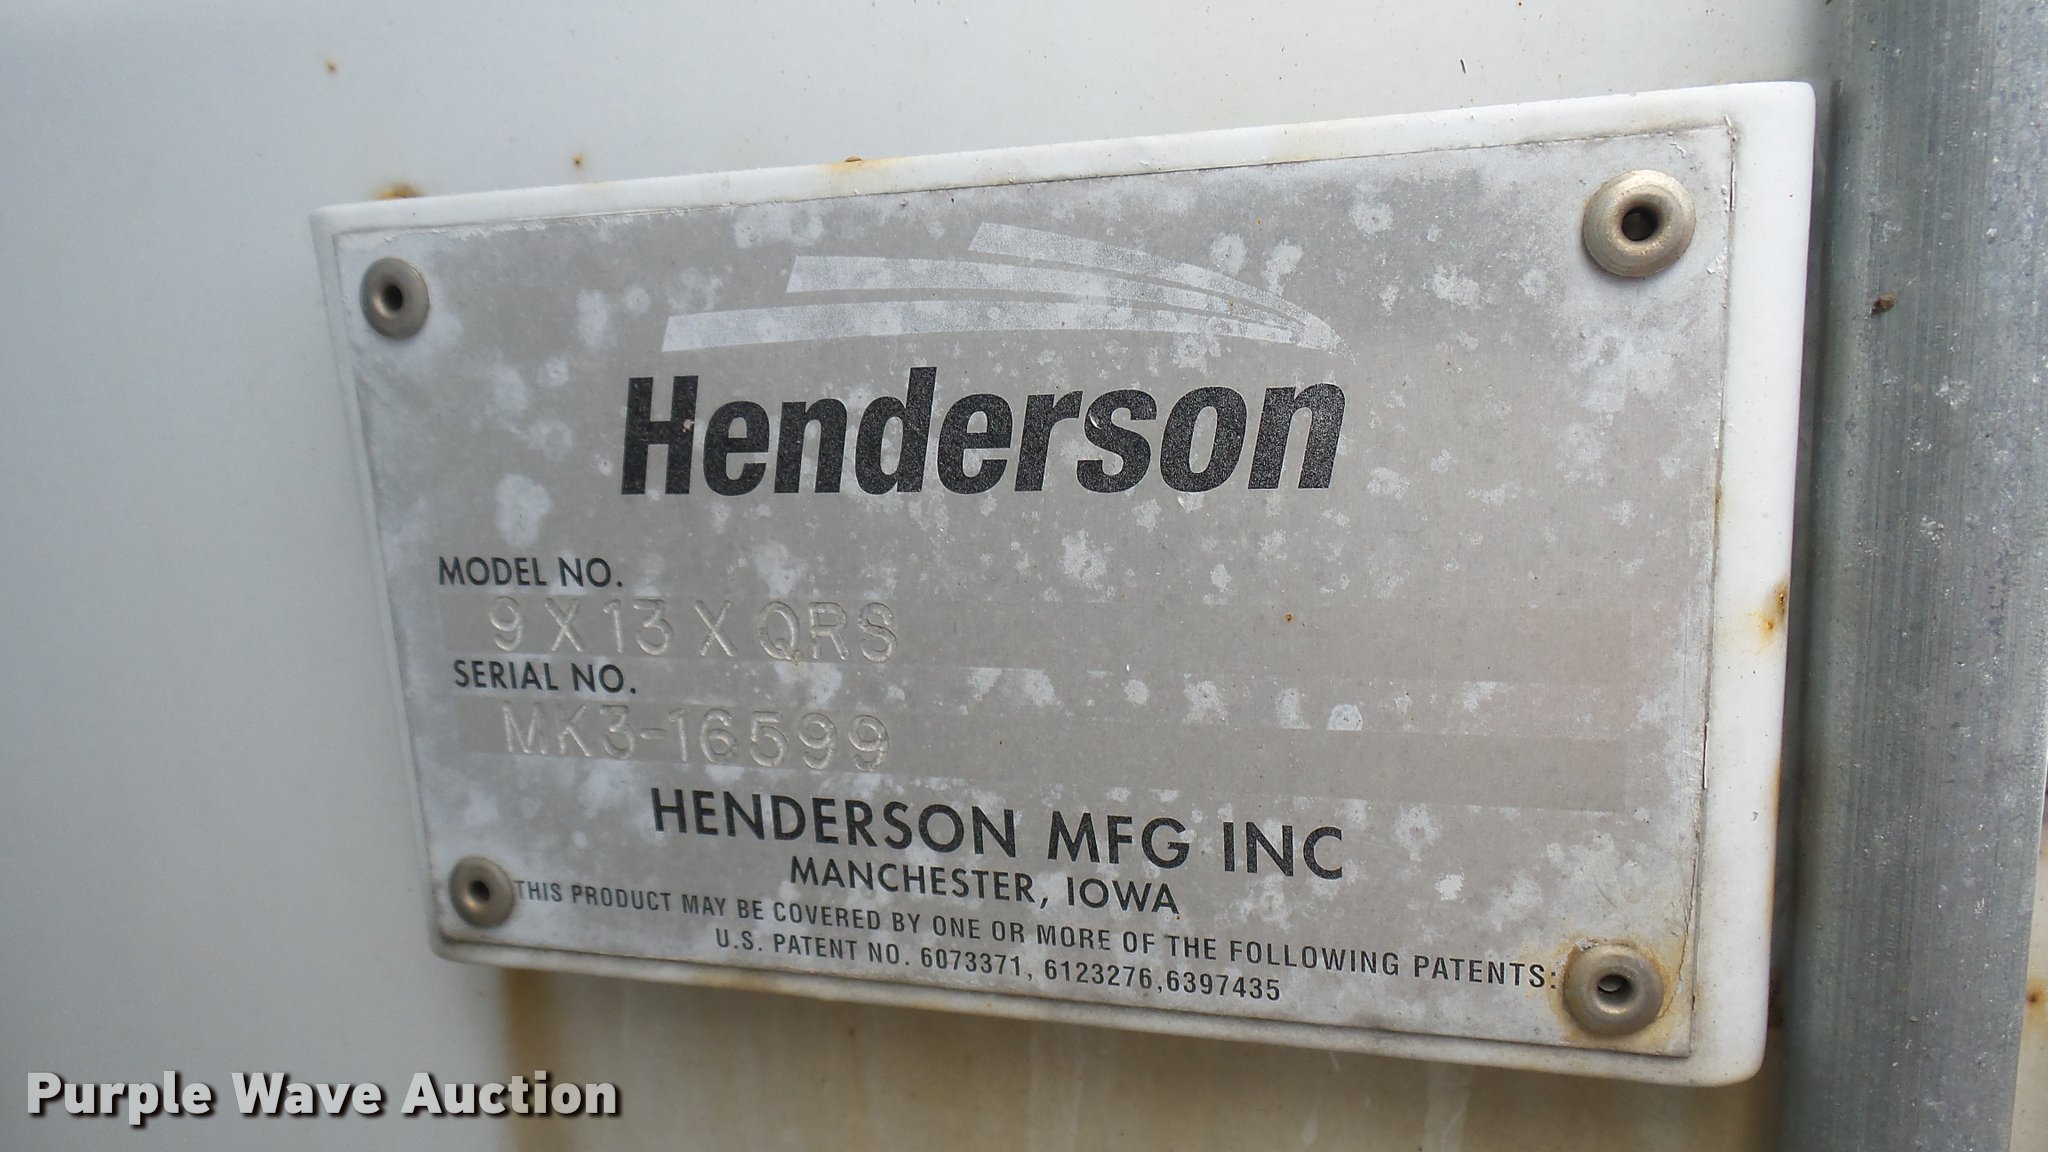 Henderson
MODEL NO.
9 X 13 X QRS
SERIAL NO.
MK3-16599
HENDERSON MFG INC
MANCHESTER, IOWA
THIS PRODUCT MAY BE COVERED BY ONE OR MORE OF THE FOLLOWING PATENTS:
U.S. PATENT NO. 6073371, 6123276,6397435
Purple Wave Auction